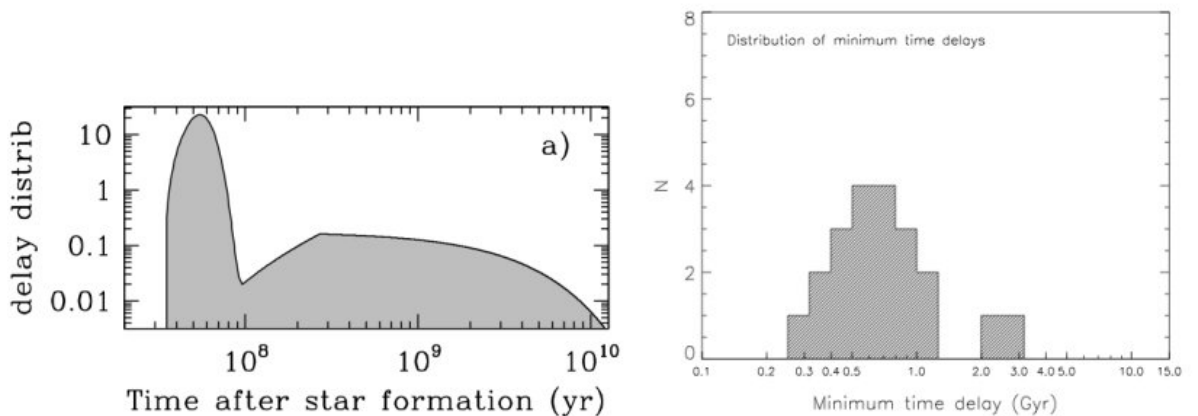 delay distrib
10
1
0.1
0.01
a)
10^8
10^9
10^10
Time after star formation (yr)
Distribution of minimum time delays
N
8
6
4
2
0
0.1 0.2 0.3 0.4 0.5 1.0 2.0 3.0 4.0 5.0 10.0 15.0
Minimum time delay (Gyr)